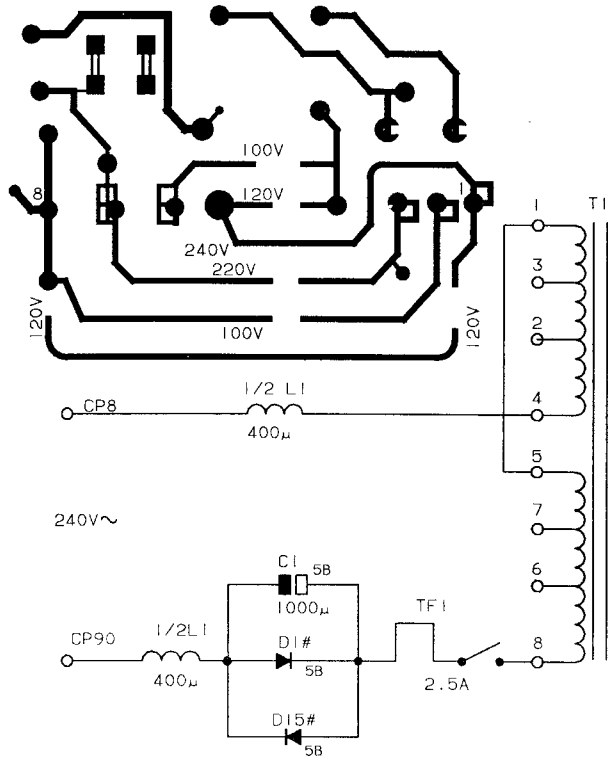 100V
8
120V
1
240V
220V
120V
100V
120V
1
T1
3
2
1/2 L1
CP8
4
400µ
5
7
240V~
C1
5B
6
1000µ
TF1
1/2L1
D1#
CP90
8
5B
400µ
2.5A
D15#
5B